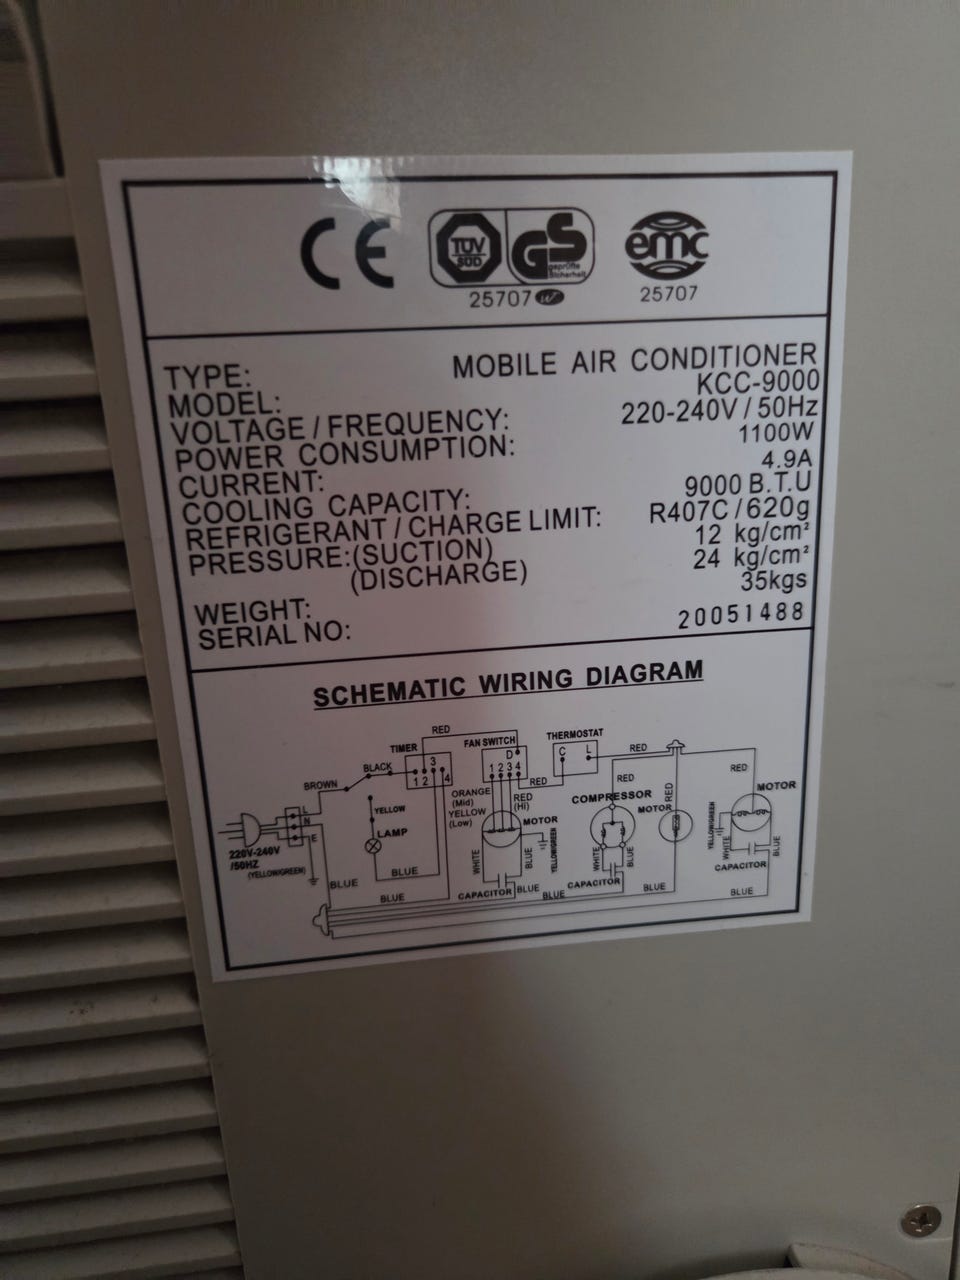 CE
TÜV
SÜD
GS
geprüfte
Sicherheit
emc
25707 W
25707
TYPE: MOBILE AIR CONDITIONER
MODEL: KCC-9000
VOLTAGE / FREQUENCY: 220-240V / 50Hz
POWER CONSUMPTION: 1100W
CURRENT: 4.9A
COOLING CAPACITY: 9000 B.T.U
REFRIGERANT / CHARGE LIMIT: R407C / 620g
PRESSURE: (SUCTION) 12 kg/cm²
(DISCHARGE) 24 kg/cm²
WEIGHT: 35kgs
SERIAL NO: 20051488
SCHEMATIC WIRING DIAGRAM
RED
TIMER
FAN SWITCH
THERMOSTAT
3
D
C L
RED
BLACK
1 2 4
1 2 3 4
RED
RED
BROWN
ORANGE
(Mid)
YELLOW
(Low)
RED
(Hi)
RED
RED
MOTOR
COMPRESSOR
L
N
E
YELLOW
LAMP
MOTOR
MOTOR
YELLOW/GREEN
YELLOW/GREEN
220V-240V
/50HZ
(YELLOW/GREEN)
WHITE
BLUE
WHITE
BLUE
WHITE
BLUE
CAPACITOR
BLUE
BLUE
CAPACITOR
CAPACITOR
BLUE
BLUE
BLUE
BLUE
BLUE